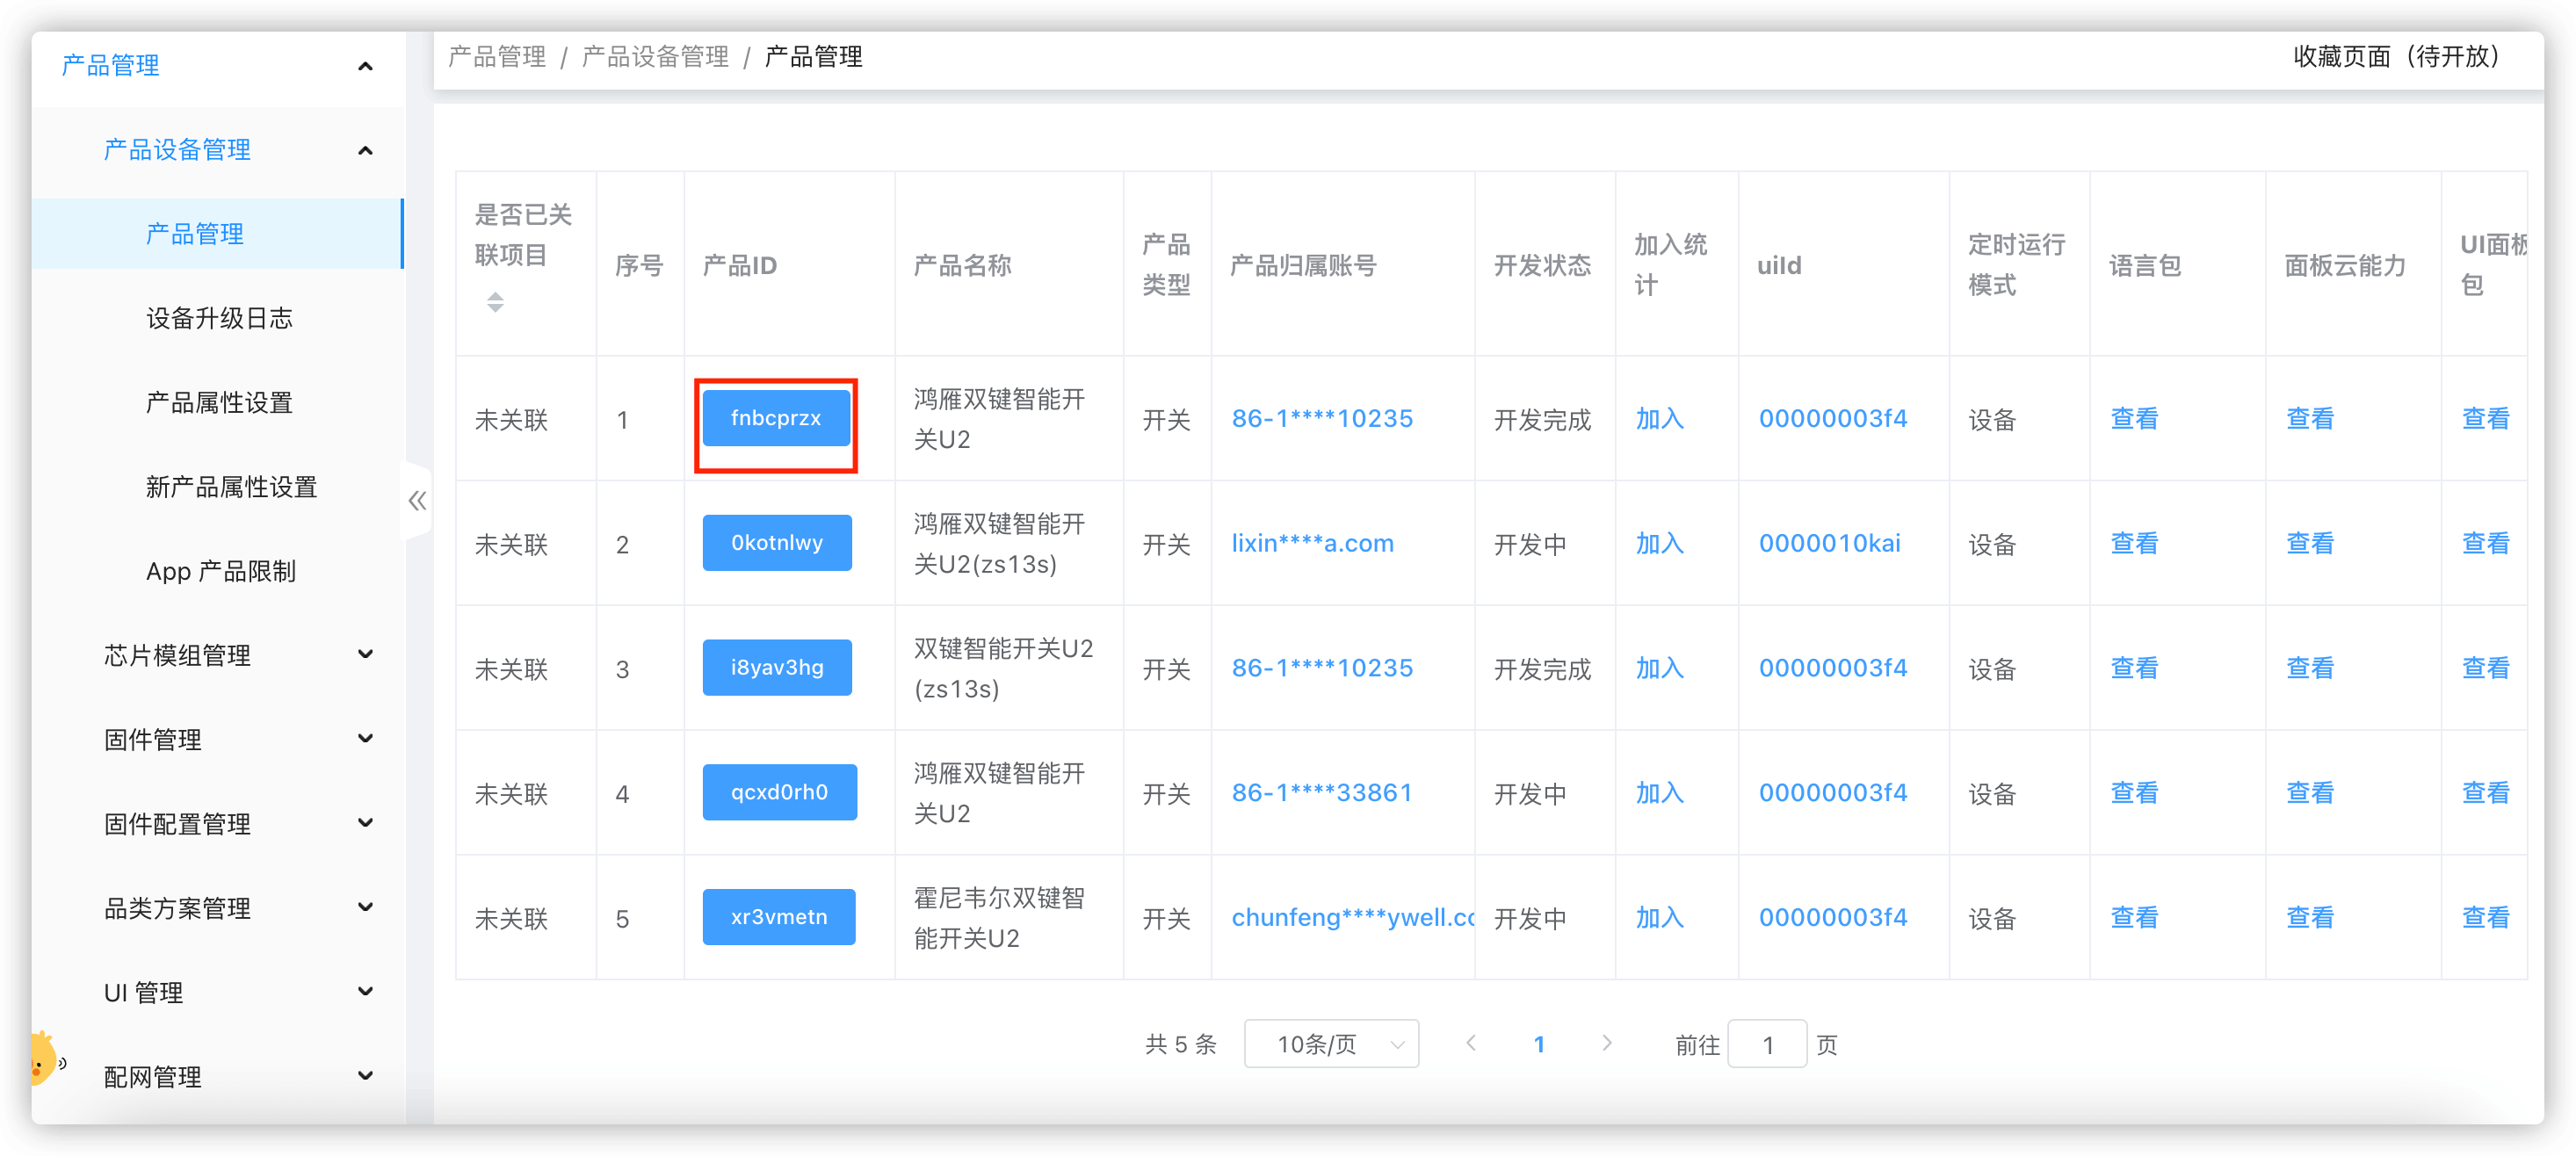 产品管理
产品设备管理
产品管理
设备升级日志
产品属性设置
新产品属性设置
App 产品限制
芯片模组管理
固件管理
固件配置管理
品类方案管理
UI 管理
配网管理
产品管理 / 产品设备管理 / 产品管理
收藏页面（待开放）
是否已关
联项目
序号
产品ID
产品名称
产品
类型
产品归属账号
开发状态
加入统
计
uiId
定时运行
模式
语言包
面板云能力
UI面板
包
未关联
1
fnbcprzx
鸿雁双键智能开
关U2
开关
86-1****10235
开发完成
加入
00000003f4
设备
查看
查看
查看
未关联
2
0kotnlwy
鸿雁双键智能开
关U2(zs13s)
开关
lixin****a.com
开发中
加入
0000010kai
设备
查看
查看
查看
未关联
3
i8yav3hg
双键智能开关U2
(zs13s)
开关
86-1****10235
开发完成
加入
00000003f4
设备
查看
查看
查看
未关联
4
qcxd0rh0
鸿雁双键智能开
关U2
开关
86-1****33861
开发中
加入
00000003f4
设备
查看
查看
查看
未关联
5
xr3vmetn
霍尼韦尔双键智
能开关U2
开关
chunfeng****ywell.cc
开发中
加入
00000003f4
设备
查看
查看
查看
共 5 条
10条/页
1
前往 1 页